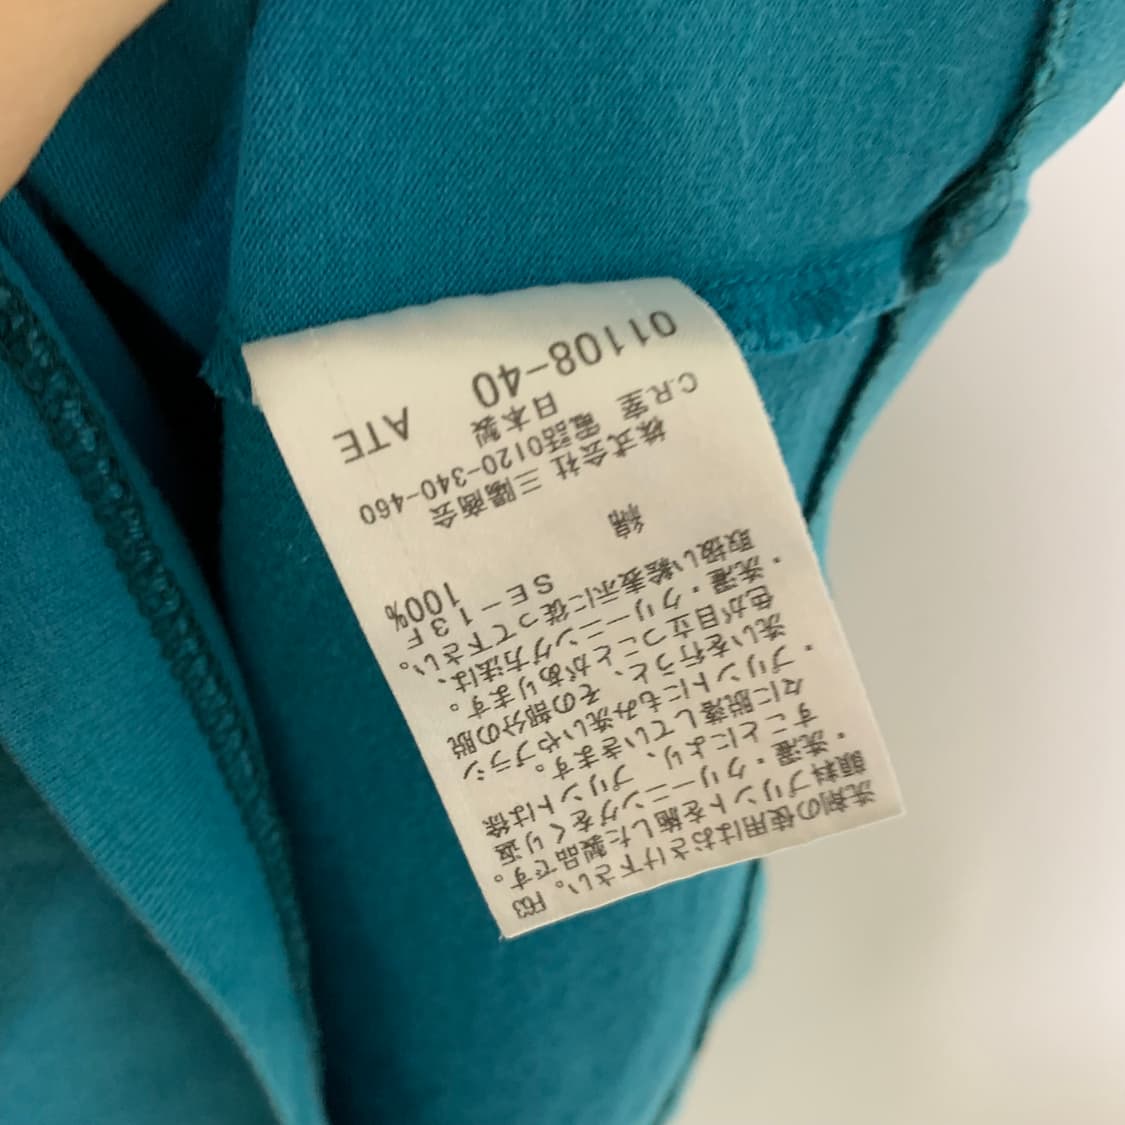 洗剤の使用はおさけ下さい。 F63
顔料プリントを施した製品です。
・洗濯・クリーニングをくり返
すことにより、プリントは徐
々に脱落していきます。
・プリントにもみ洗いやブラシ
洗いを行うと、その部分の脱
色が目立つことがあります。
・洗濯・クリーニング方法は、
取扱い絵表示に従って下さい。
SE-13F
綿 100%
株式会社 三陽商会
C.R.室 電話0120-340-460
日本製
01108-40 ATE